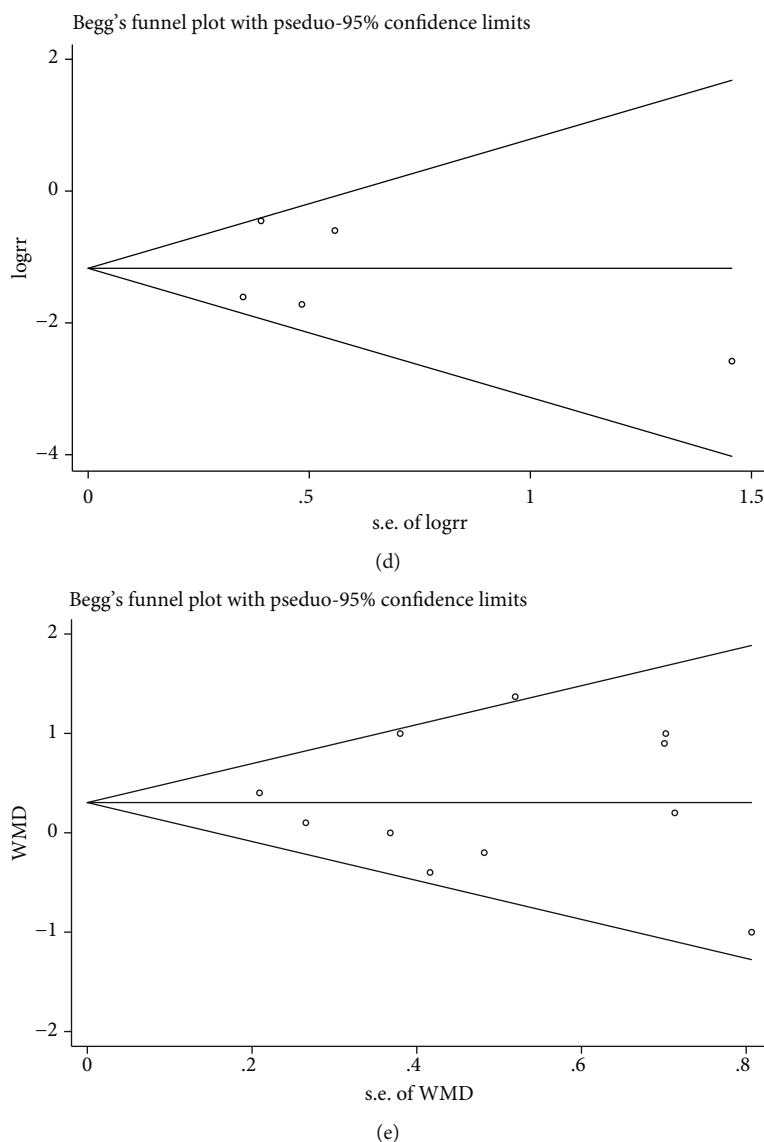 Begg's funnel plot with pseduo-95% confidence limits
2
0
−2
−4
logrr
0 .5 1 1.5
s.e. of logrr
(d)
Begg's funnel plot with pseduo-95% confidence limits
2
1
0
−1
−2
WMD
0 .2 .4 .6 .8
s.e. of WMD
(e)